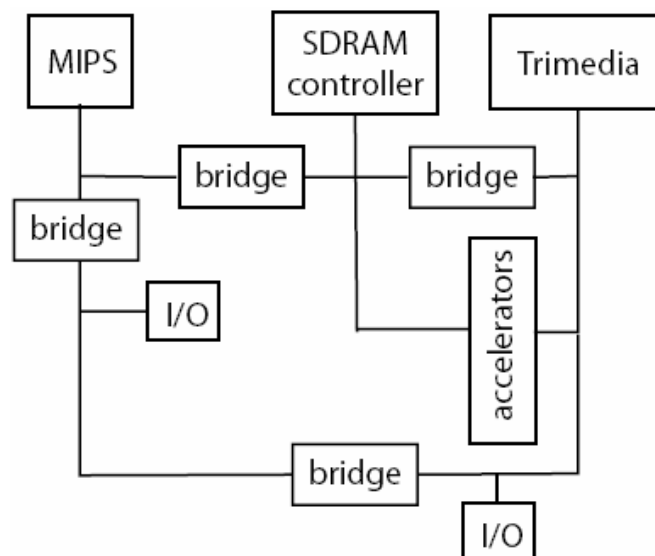 MIPS
SDRAM
controller
Trimedia
bridge
bridge
bridge
accelerators
I/O
bridge
I/O